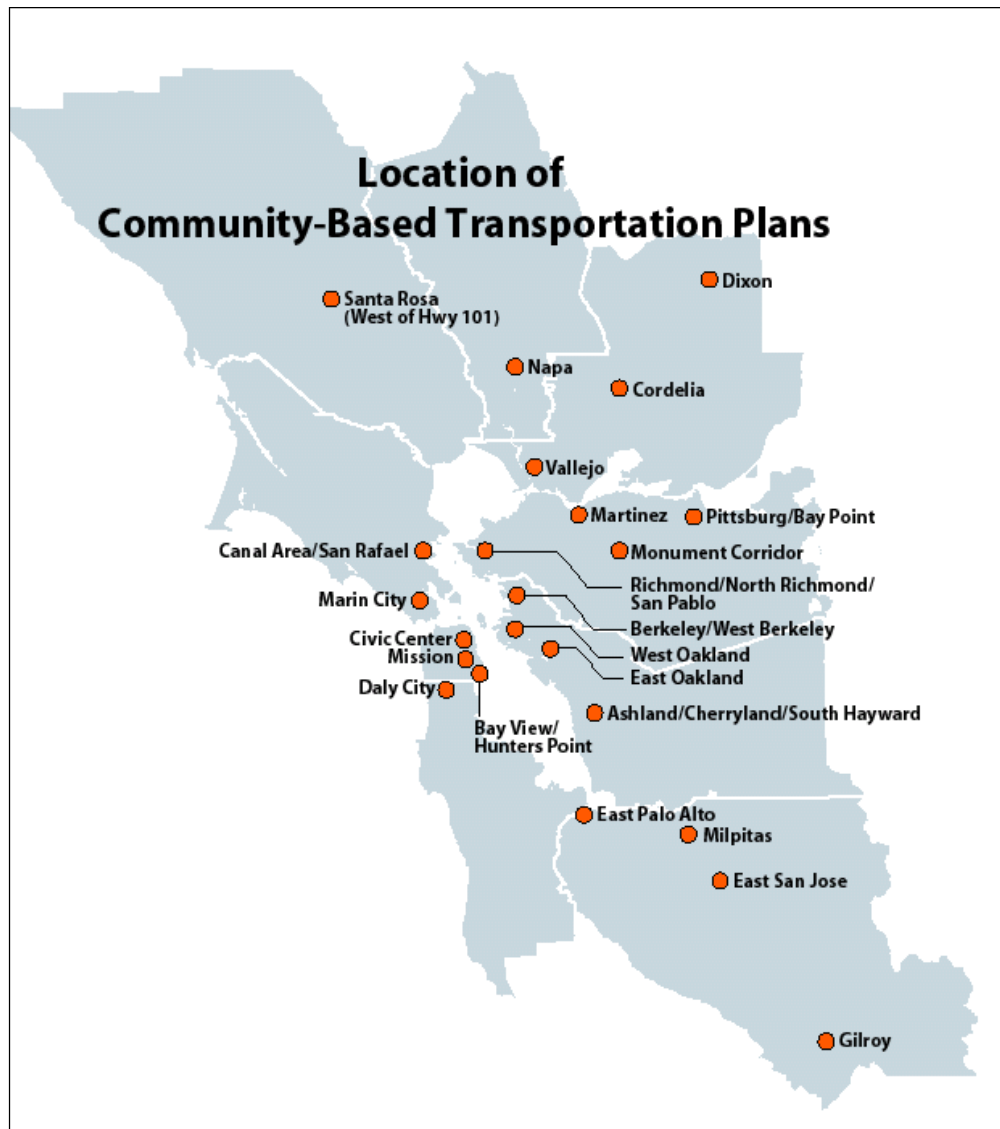 Location of
Community-Based Transportation Plans
Dixon
Santa Rosa
(West of Hwy 101)
Napa
Cordelia
Vallejo
Martinez
Pittsburg/Bay Point
Canal Area/San Rafael
Monument Corridor
Richmond/North Richmond/
San Pablo
Marin City
Berkeley/West Berkeley
Civic Center
West Oakland
Mission
East Oakland
Daly City
Ashland/Cherryland/South Hayward
Bay View/
Hunters Point
East Palo Alto
Milpitas
East San Jose
Gilroy